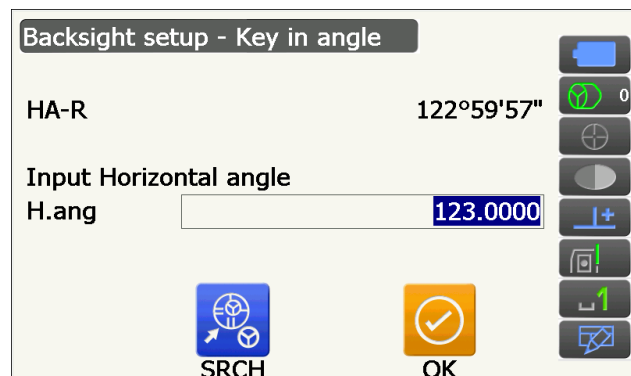 Backsight setup - Key in angle
HA-R 122°59'57"
0
Input Horizontal angle
H.ang 123.0000
1
SRCH OK